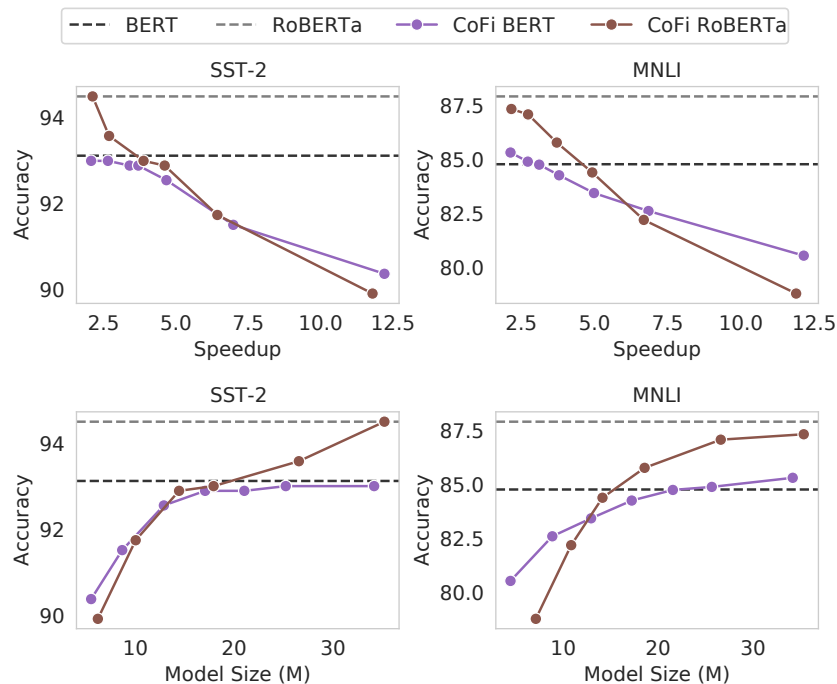 BERT RoBERTa CoFi BERT CoFi RoBERTa
SST-2 MNLI
94
92
90
Accuracy
2.5 5.0 7.5 10.0 12.5
Speedup
87.5
85.0
82.5
80.0
Accuracy
2.5 5.0 7.5 10.0 12.5
Speedup
SST-2 MNLI
94
92
90
Accuracy
10 20 30
Model Size (M)
87.5
85.0
82.5
80.0
Accuracy
10 20 30
Model Size (M)